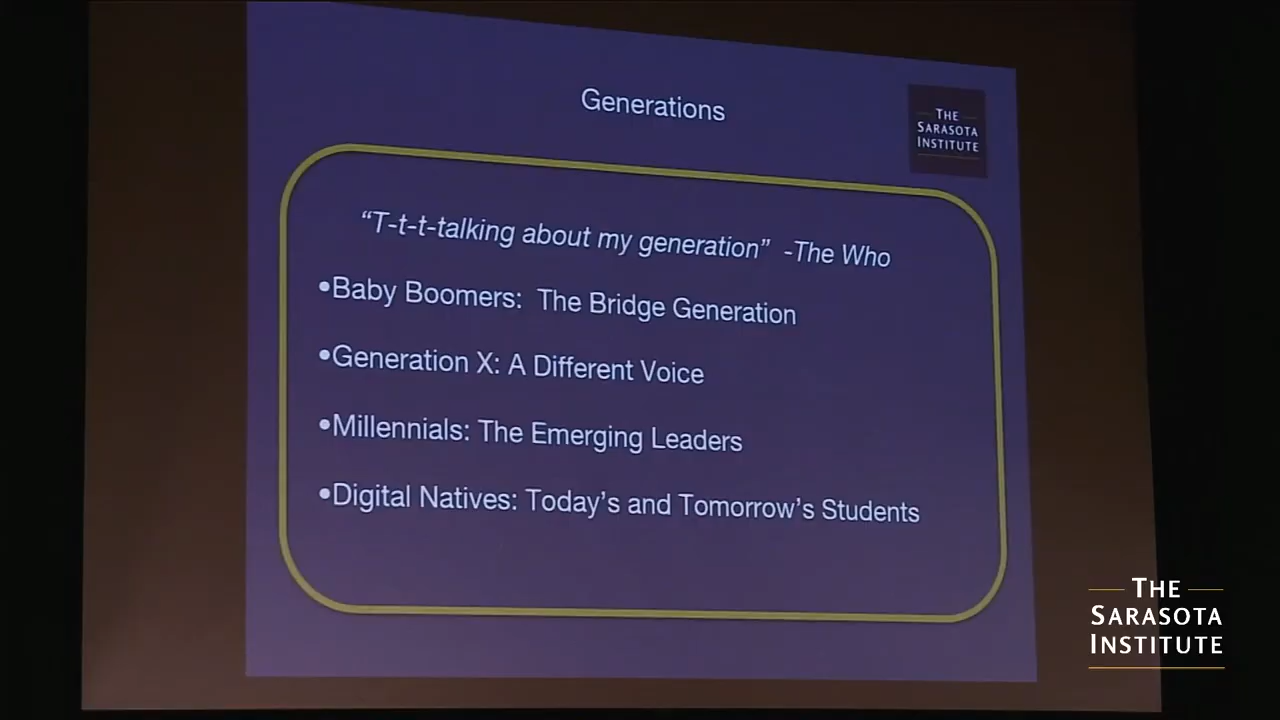 Generations
THE
SARASOTA
INSTITUTE
“T-t-t-talking about my generation” -The Who
•Baby Boomers: The Bridge Generation
•Generation X: A Different Voice
•Millennials: The Emerging Leaders
•Digital Natives: Today’s and Tomorrow’s Students
THE
SARASOTA
INSTITUTE